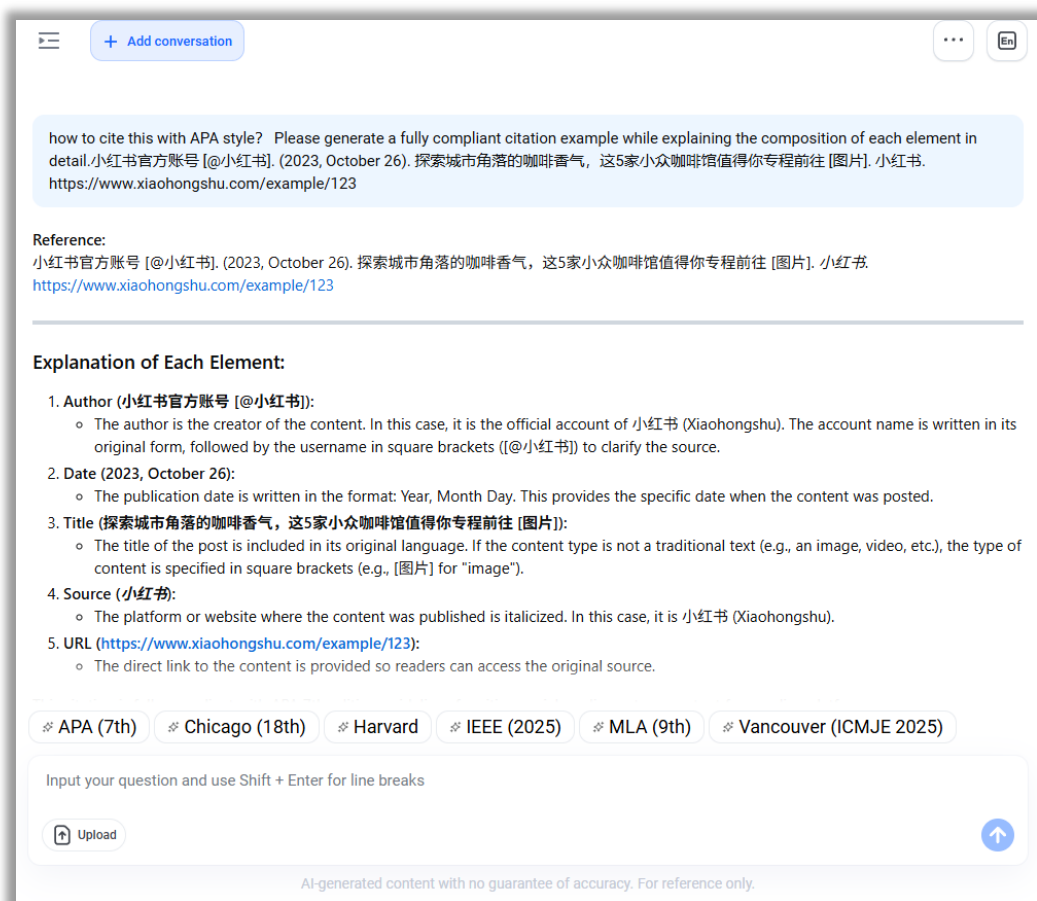 + Add conversation
...
En
how to cite this with APA style? Please generate a fully compliant citation example while explaining the composition of each element in
detail.小红书官方账号 [@小红书]. (2023, October 26). 探索城市角落的咖啡香气，这5家小众咖啡馆值得你专程前往 [图片]. 小红书.
https://www.xiaohongshu.com/example/123
Reference:
小红书官方账号 [@小红书]. (2023, October 26). 探索城市角落的咖啡香气，这5家小众咖啡馆值得你专程前往 [图片]. 小红书.
https://www.xiaohongshu.com/example/123
Explanation of Each Element:
1. Author (小红书官方账号 [@小红书]):
The author is the creator of the content. In this case, it is the official account of 小红书 (Xiaohongshu). The account name is written in its
original form, followed by the username in square brackets ([@小红书]) to clarify the source.
2. Date (2023, October 26):
The publication date is written in the format: Year, Month Day. This provides the specific date when the content was posted.
3. Title (探索城市角落的咖啡香气，这5家小众咖啡馆值得你专程前往 [图片]):
The title of the post is included in its original language. If the content type is not a traditional text (e.g., an image, video, etc.), the type of
content is specified in square brackets (e.g., [图片] for "image").
4. Source (小红书):
The platform or website where the content was published is italicized. In this case, it is 小红书 (Xiaohongshu).
5. URL (https://www.xiaohongshu.com/example/123):
The direct link to the content is provided so readers can access the original source.
APA (7th) Chicago (18th) Harvard IEEE (2025) MLA (9th) Vancouver (ICMJE 2025)
Input your question and use Shift + Enter for line breaks
Upload
AI-generated content with no guarantee of accuracy. For reference only.